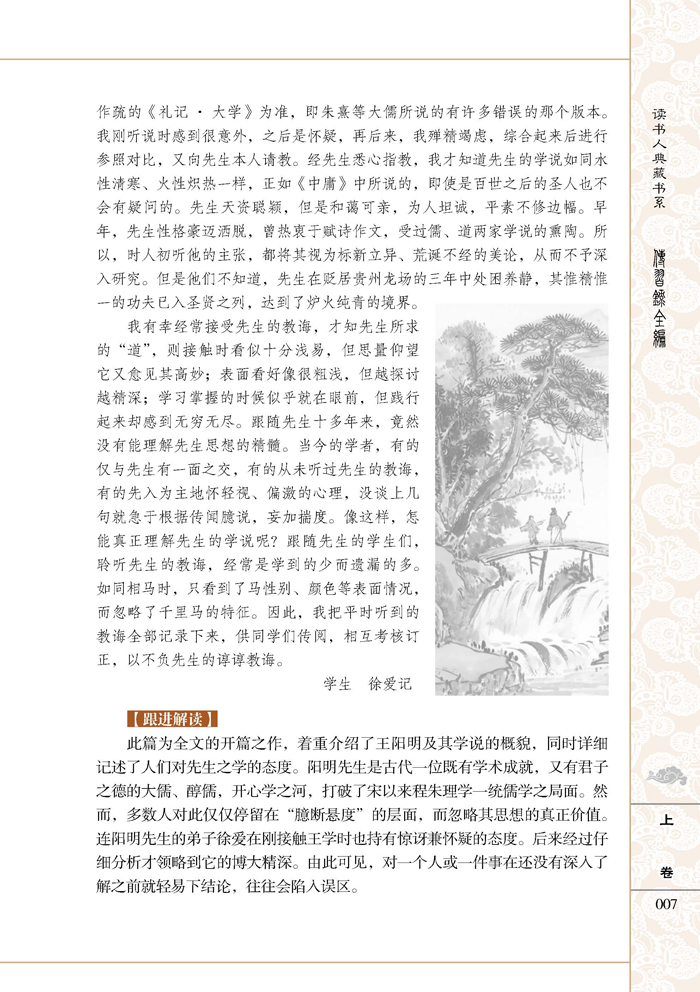 作疏的《礼记·大学》为准，即朱熹等大儒所说的有许多错误的那个版本。
我刚听说时感到很意外，之后是怀疑，再后来，我殚精竭虑，综合起来后进行
参照对比，又向先生本人请教。经先生悉心指教，我才知道先生的学说如同水
性清寒、火性炽热一样，正如《中庸》中所说的，即使是百世之后的圣人也不
会有疑问的。先生天资聪颖，但是和蔼可亲，为人坦诚，平素不修边幅。早
年，先生性格豪迈洒脱，曾热衷于赋诗作文，受过儒、道两家学说的熏陶。所
以，时人初听他的主张，都将其视为标新立异、荒诞不经的美论，从而不予深
入研究。但是他们不知道，先生在贬居贵州龙场的三年中处困养静，其惟精惟
一的功夫已入圣贤之列，达到了炉火纯青的境界。
我有幸经常接受先生的教诲，才知先生所求
的“道”，则接触时看似十分浅易，但思量仰望
它又愈见其高妙；表面看好像很粗浅，但越探讨
越精深；学习掌握的时候似乎就在眼前，但践行
起来却感到无穷无尽。跟随先生十多年来，竟然
没有能理解先生思想的精髓。当今的学者，有的
仅与先生有一面之交，有的从未听过先生的教诲，
有的先入为主地怀轻视、偏激的心理，没谈上几
句就急于根据传闻臆说，妄加揣度。像这样，怎
能真正理解先生的学说呢？跟随先生的学生们，
聆听先生的教诲，经常是学到的少而遗漏的多。
如同相马时，只看到了马性别、颜色等表面情况，
而忽略了千里马的特征。因此，我把平时听到的
教诲全部记录下来，供同学们传阅，相互考核订
正，以不负先生的谆谆教诲。
学生 徐爱记
【跟进解读】
此篇为全文的开篇之作，着重介绍了王阳明及其学说的概貌，同时详细
记述了人们对先生之学的态度。阳明先生是古代一位既有学术成就，又有君子
之德的大儒、醇儒，开心学之河，打破了宋以来程朱理学一统儒学之局面。然
而，多数人对此仅仅停留在“臆断悬度”的层面，而忽略其思想的真正价值。
连阳明先生的弟子徐爱在刚接触王学时也持有惊讶兼怀疑的态度。后来经过仔
细分析才领略到它的博大精深。由此可见，对一个人或一件事在还没有深入了
解之前就轻易下结论，往往会陷入误区。
读书人典藏书系
傳習錄全編
上卷
007